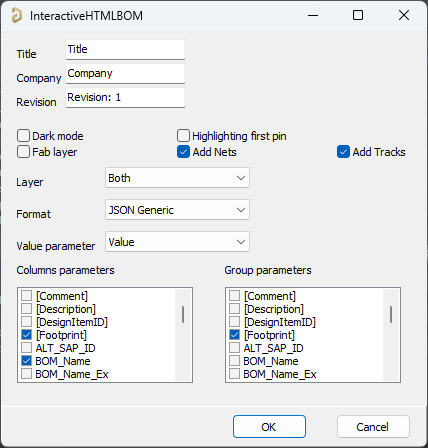 InteractiveHTMLBOM
Title Title
Company Company
Revision Revision: 1
Dark mode Highlighting first pin
Fab layer Add Nets Add Tracks
Layer Both
Format JSON Generic
Value parameter Value
Columns parameters Group parameters
[Comment] [Comment]
[Description] [Description]
[DesignItemID] [DesignItemID]
[Footprint] [Footprint]
ALT_SAP_ID ALT_SAP_ID
BOM_Name BOM_Name
BOM_Name_Ex BOM_Name_Ex
OK Cancel